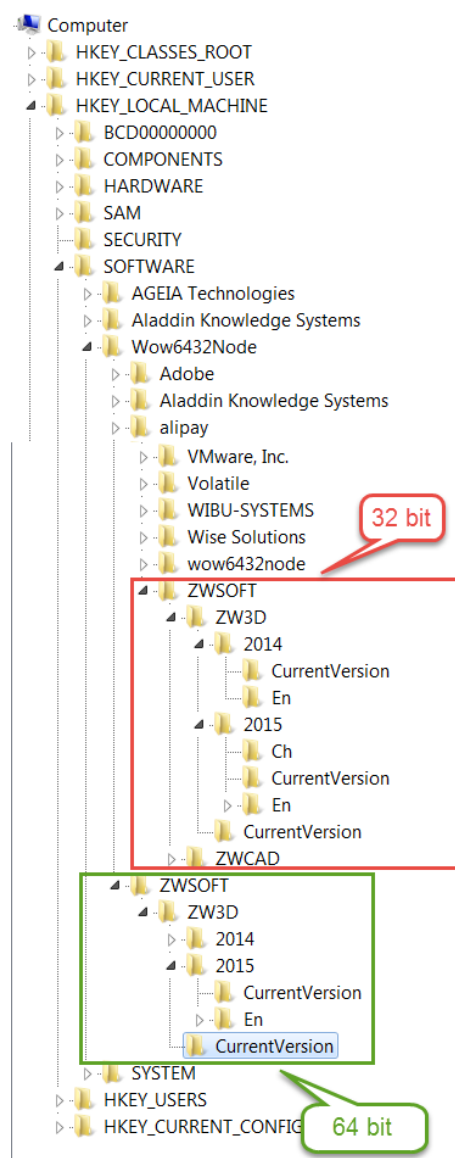 Computer
HKEY_CLASSES_ROOT
HKEY_CURRENT_USER
HKEY_LOCAL_MACHINE
BCD00000000
COMPONENTS
HARDWARE
SAM
SECURITY
SOFTWARE
AGEIA Technologies
Aladdin Knowledge Systems
Wow6432Node
Adobe
Aladdin Knowledge Systems
alipay
VMware, Inc.
Volatile
WIBU-SYSTEMS
32 bit
Wise Solutions
wow6432node
ZWSOFT
ZW3D
2014
CurrentVersion
En
2015
Ch
CurrentVersion
En
CurrentVersion
ZWCAD
ZWSOFT
ZW3D
2014
2015
CurrentVersion
En
CurrentVersion
SYSTEM
HKEY_USERS
HKEY_CURRENT_CONFIG
64 bit